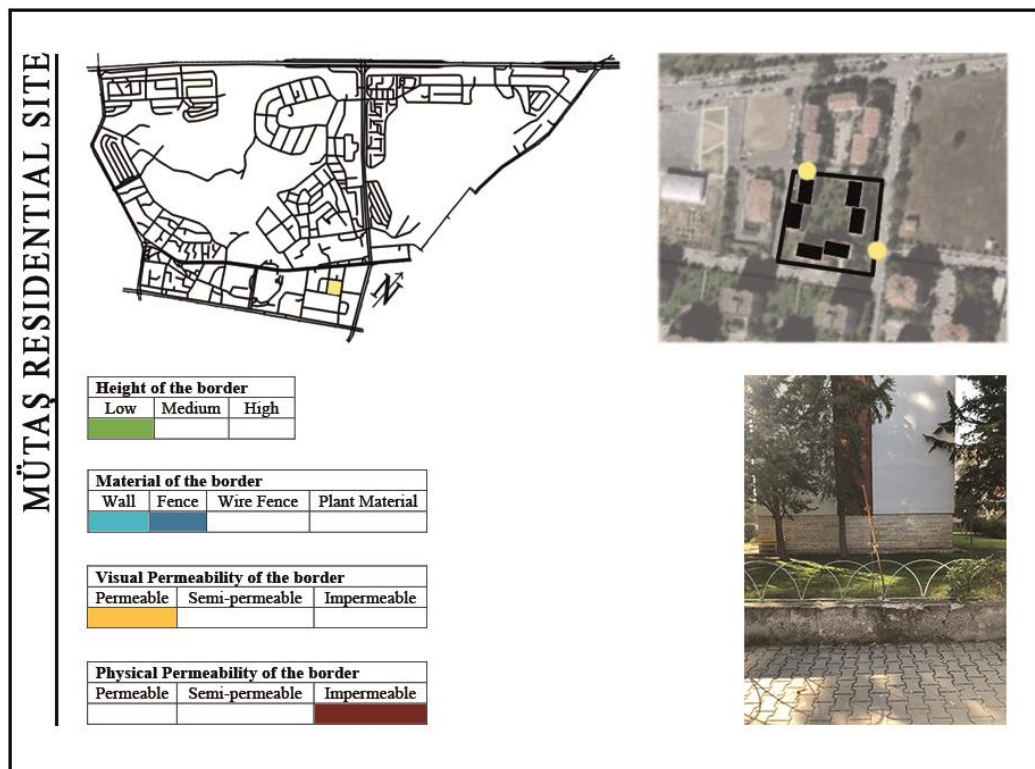 MÜTAŞ RESIDENTIAL SITE
N
Height of the border
Low Medium High
Material of the border
Wall Fence Wire Fence Plant Material
Visual Permeability of the border
Permeable Semi-permeable Impermeable
Physical Permeability of the border
Permeable Semi-permeable Impermeable